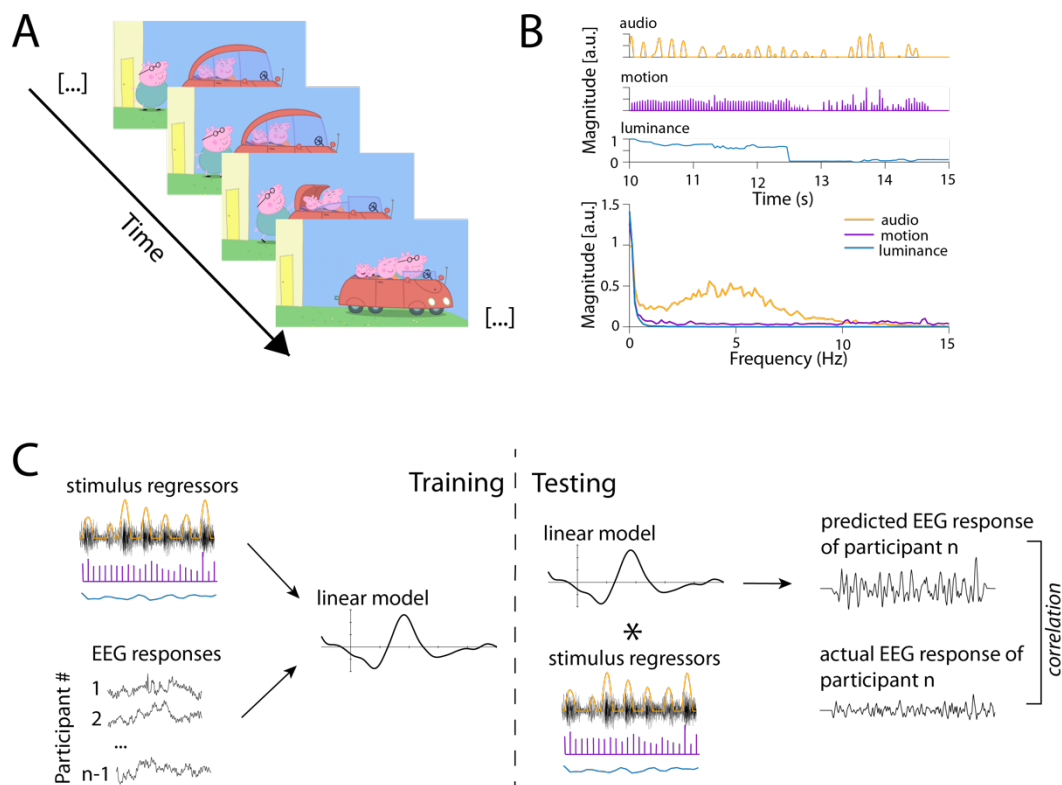 A
[...]
Time
[...]
B
Magnitude [a.u.]
audio
motion
luminance
1
0
10 11 12 13 14 15
Time (s)
Magnitude [a.u.]
1.5
1
0.5
0
audio
motion
luminance
0 5 10 15
Frequency (Hz)
C
Training
Testing
stimulus regressors
linear model
EEG responses
Participant #
1
2
...
n-1
linear model
*
stimulus regressors
predicted EEG response
of participant n
actual EEG response of
participant n
correlation